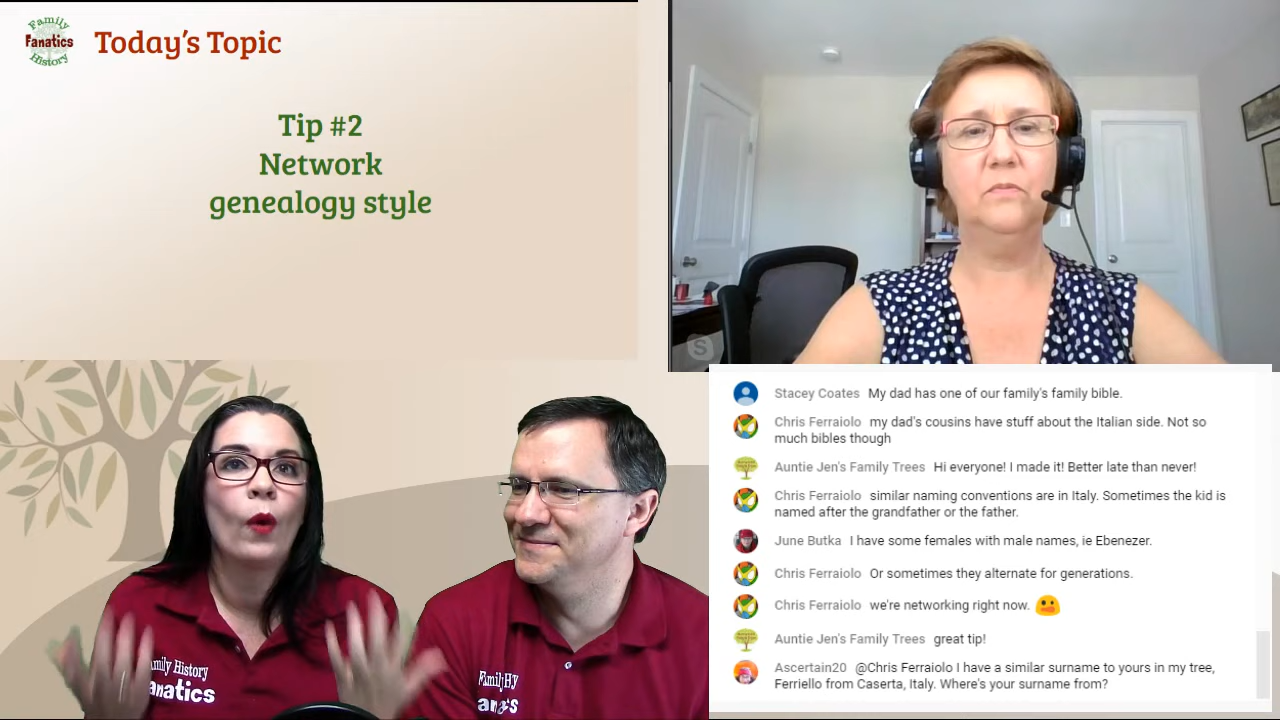 Family
Fanatics
History
Today's Topic
Tip #2
Network
genealogy style
Stacey Coates My dad has one of our family's family bible.
Chris Ferraiolo my dad's cousins have stuff about the Italian side. Not so
much bibles though
Auntie Jen's Family Trees Hi everyone! I made it! Better late than never!
Chris Ferraiolo similar naming conventions are in Italy. Sometimes the kid is
named after the grandfather or the father.
June Butka I have some females with male names, ie Ebenezer.
Chris Ferraiolo Or sometimes they alternate for generations.
Chris Ferraiolo we're networking right now.
Auntie Jen's Family Trees great tip!
Ascertain20 @Chris Ferraiolo I have a similar surname to yours in my tree,
Ferriello from Caserta, Italy. Where's your surname from?
amily History
anatics
Family Hi